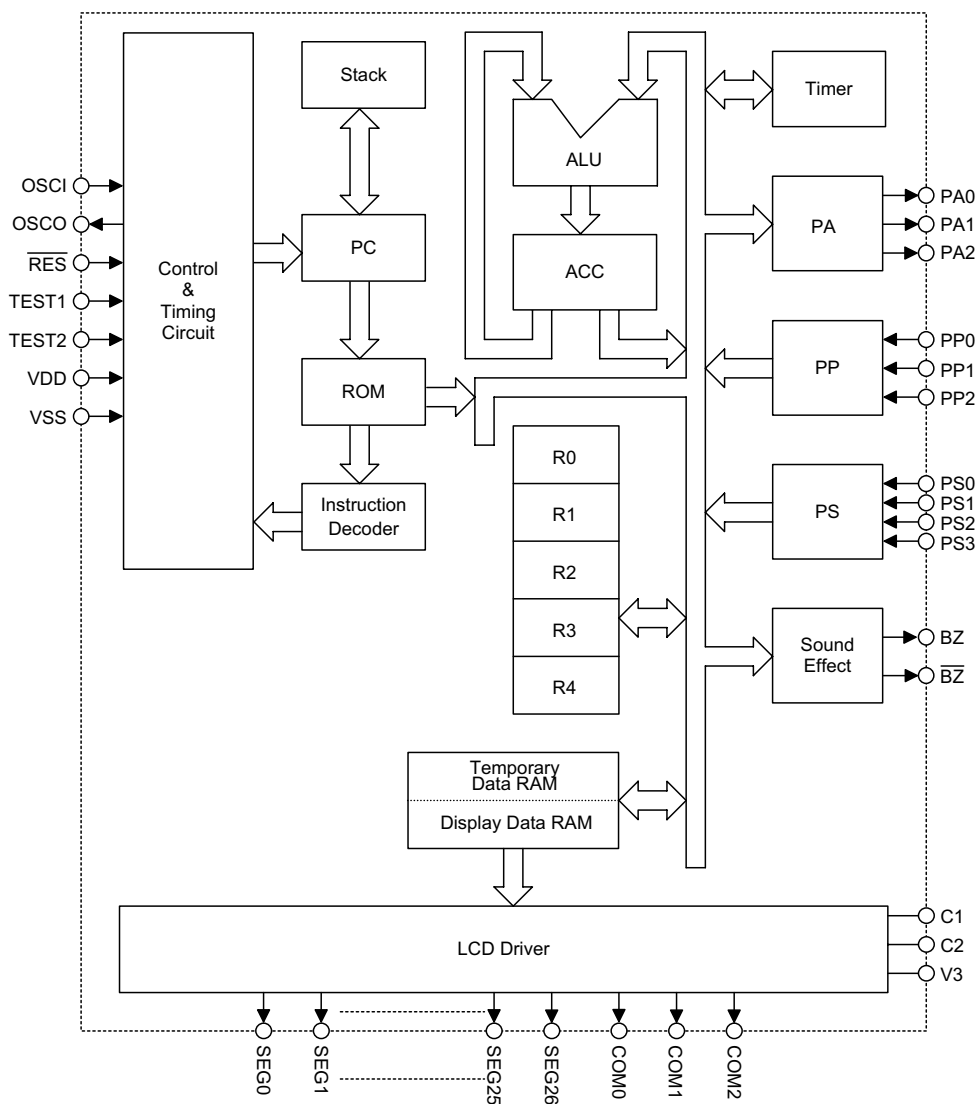 Stack
Timer
ALU
OSCI
OSCO
RES
TEST1
TEST2
VDD
VSS
Control
&
Timing
Circuit
PC
ACC
PA
PA0
PA1
PA2
ROM
PP
PP0
PP1
PP2
Instruction
Decoder
R0
R1
R2
R3
R4
PS
PS0
PS1
PS2
PS3
Sound
Effect
BZ
BZ
Temporary
Data RAM
Display Data RAM
LCD Driver
C1
C2
V3
SEG0
SEG1
SEG25
SEG26
COM0
COM1
COM2